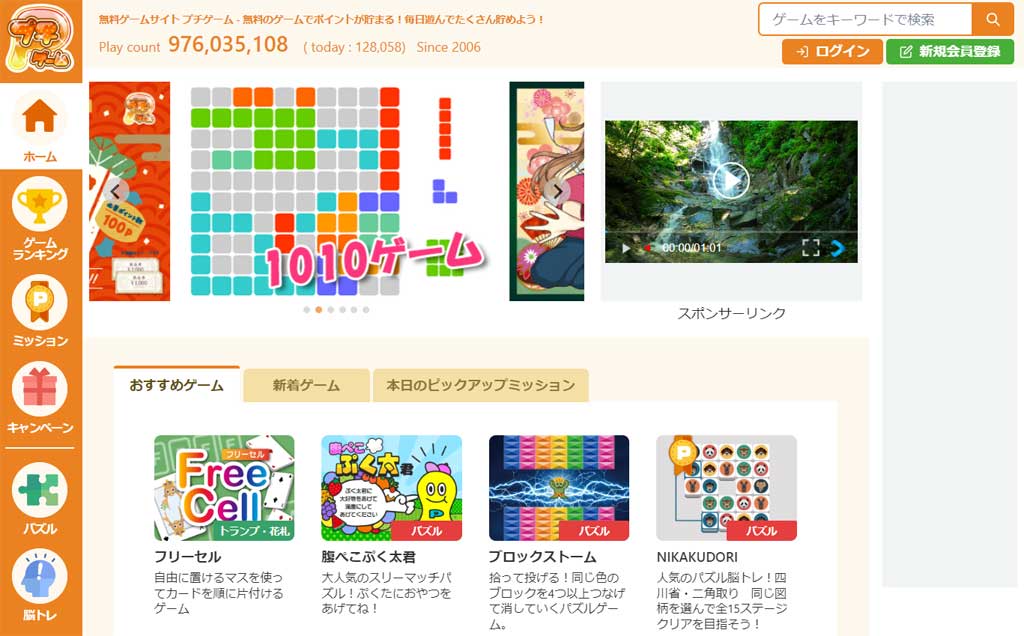 プチ
ゲーム
無料ゲームサイト プチゲーム - 無料のゲームでポイントが貯まる！毎日遊んでたくさん貯めよう！
Play count 976,035,108 ( today : 128,058) Since 2006
ゲームをキーワードで検索
ログイン
新規会員登録
ホーム
ゲーム
ランキング
ミッション
キャンペーン
パズル
脳トレ
100P
1010ゲーム
00:00/01:01
スポンサーリンク
おすすめゲーム
新着ゲーム
本日のピックアップミッション
フリーセル
Free
Cell
トランプ・花札
フリーセル
自由に置けるマスを使っ
てカードを順に片付ける
ゲーム
腹ぺこ
ぷく太君
ぷく太に
大好物をあげて
満腹にして
あげてください
P
パズル
腹ぺこぷく太君
大人気のスリーマッチパ
ズル！ぷくたにおやつを
あげてね！
パズル
ブロックストーム
拾って投げる！同じ色の
ブロックを4つ以上つなげ
て消していくパズルゲー
ム。
P
パズル
NIKAKUDORI
人気のパズル脳トレ！四
川省・二角取り 同じ図
柄を選んで全15ステージ
クリアを目指そう！